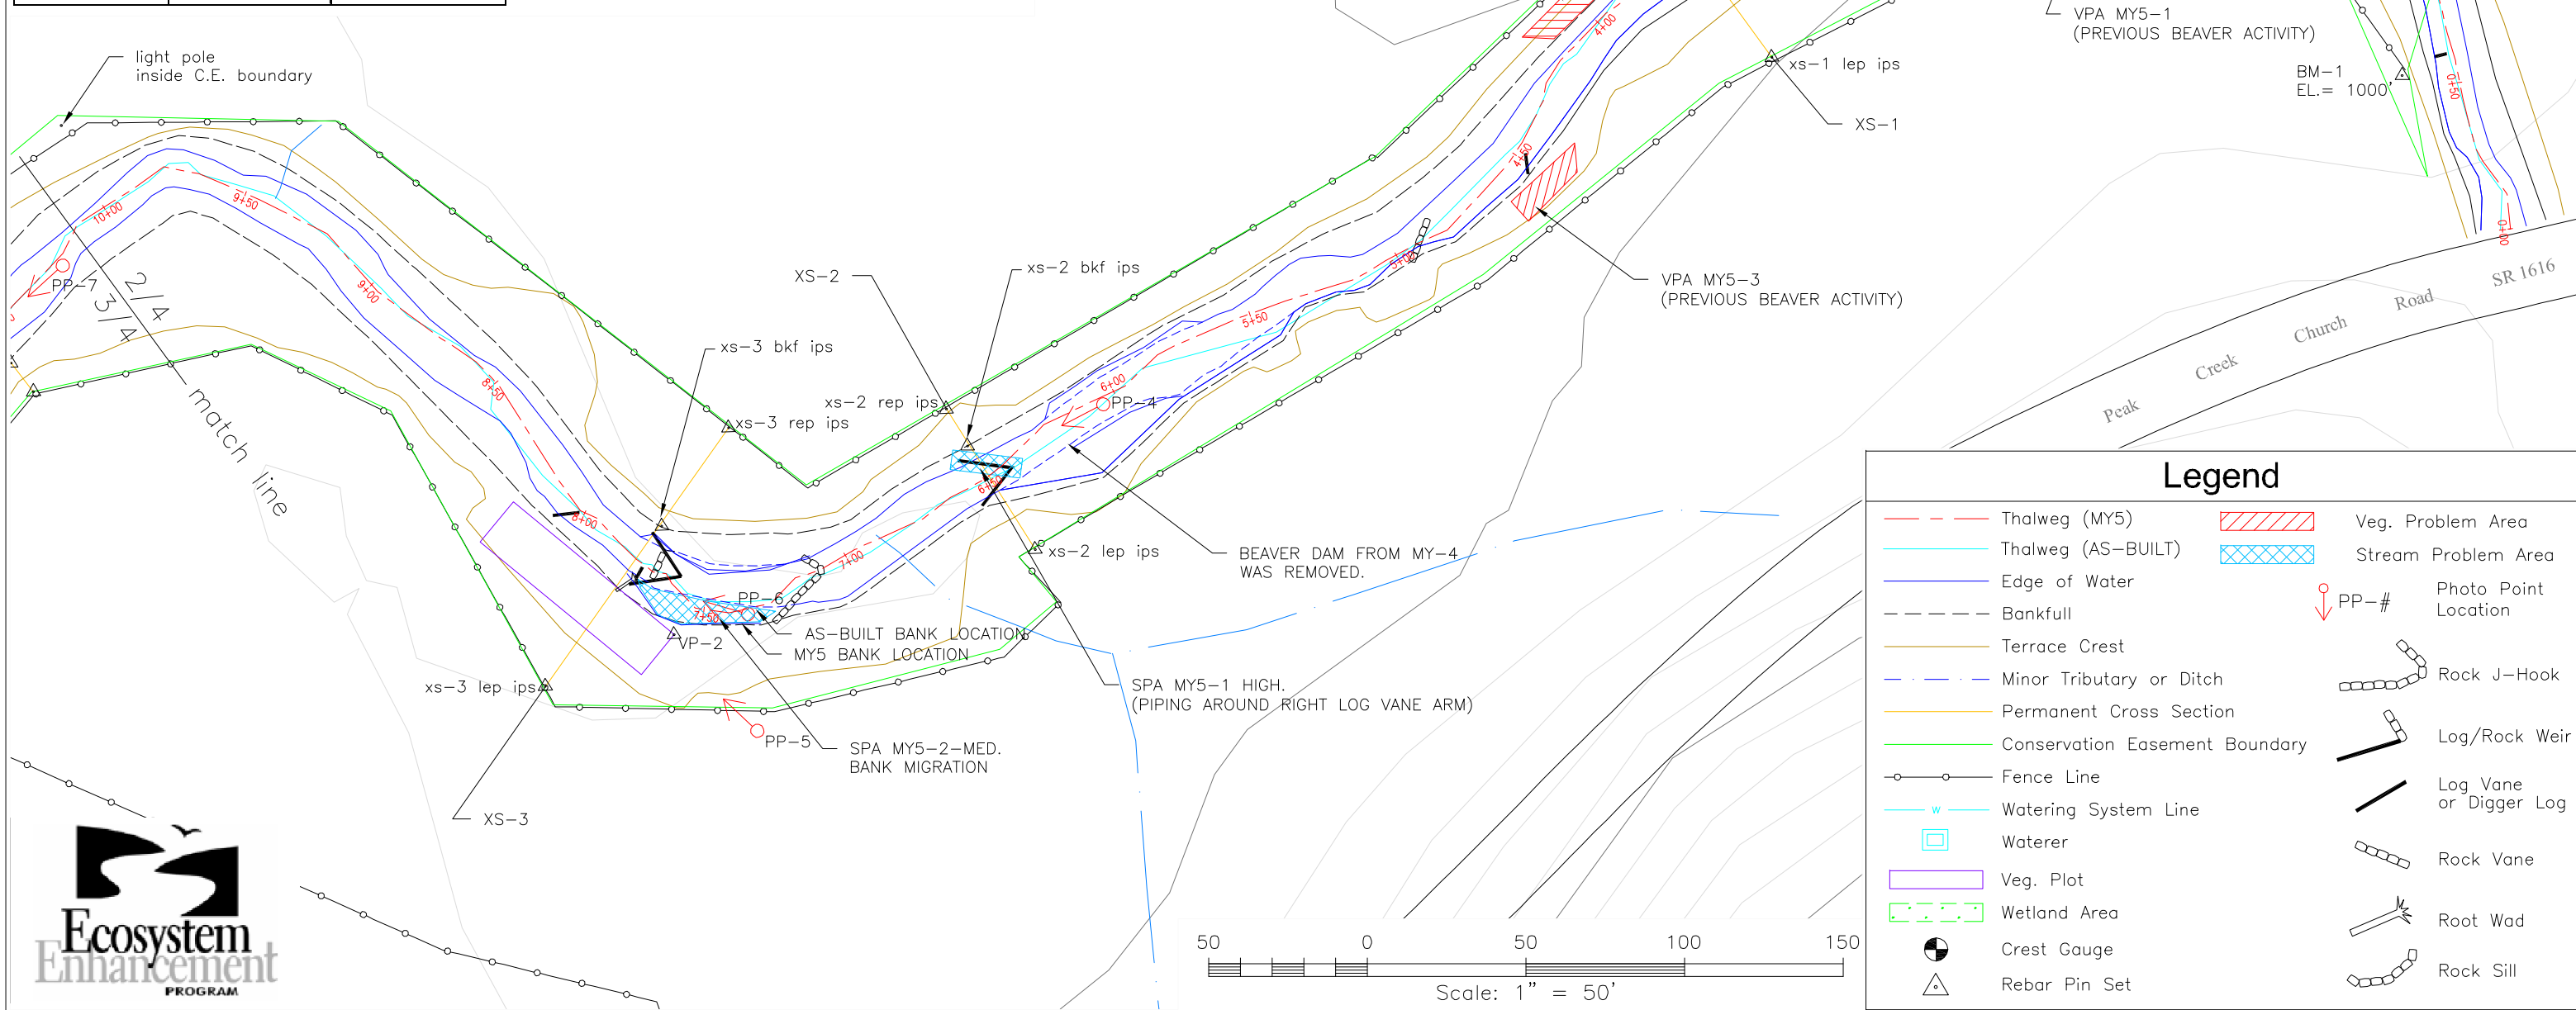 light pole
inside C.E. boundary
VPA MY5-1
(PREVIOUS BEAVER ACTIVITY)
BM-1
EL.= 1000'
xs-1 lep ips
XS-1
4+00
4+50
0+50
0+00
10+00
9+50
9+00
8+50
8+00
PP-7
2/4
3/4
match line
XS-2
xs-2 bkf ips
xs-3 bkf ips
xs-2 rep ips
xs-3 rep ips
5+00
5+50
6+00
PP-4
6+50
7+00
7+50
VPA MY5-3
(PREVIOUS BEAVER ACTIVITY)
Peak Creek Church Road SR 1616
xs-2 lep ips
BEAVER DAM FROM MY-4
WAS REMOVED.
PP-6
AS-BUILT BANK LOCATION
MY5 BANK LOCATION
VP-2
xs-3 lep ips
SPA MY5-1 HIGH.
(PIPING AROUND RIGHT LOG VANE ARM)
PP-5
SPA MY5-2-MED.
BANK MIGRATION
XS-3
Ecosystem
Enhancement
PROGRAM
50 0 50 100 150
Scale: 1" = 50'
Legend
Thalweg (MY5)
Thalweg (AS-BUILT)
Edge of Water
Bankfull
Terrace Crest
Minor Tributary or Ditch
Permanent Cross Section
Conservation Easement Boundary
Fence Line
W
Watering System Line
Waterer
Veg. Plot
Wetland Area
Crest Gauge
Rebar Pin Set
Veg. Problem Area
Stream Problem Area
PP-#
Photo Point
Location
Rock J-Hook
Log/Rock Weir
Log Vane
or Digger Log
Rock Vane
Root Wad
Rock Sill